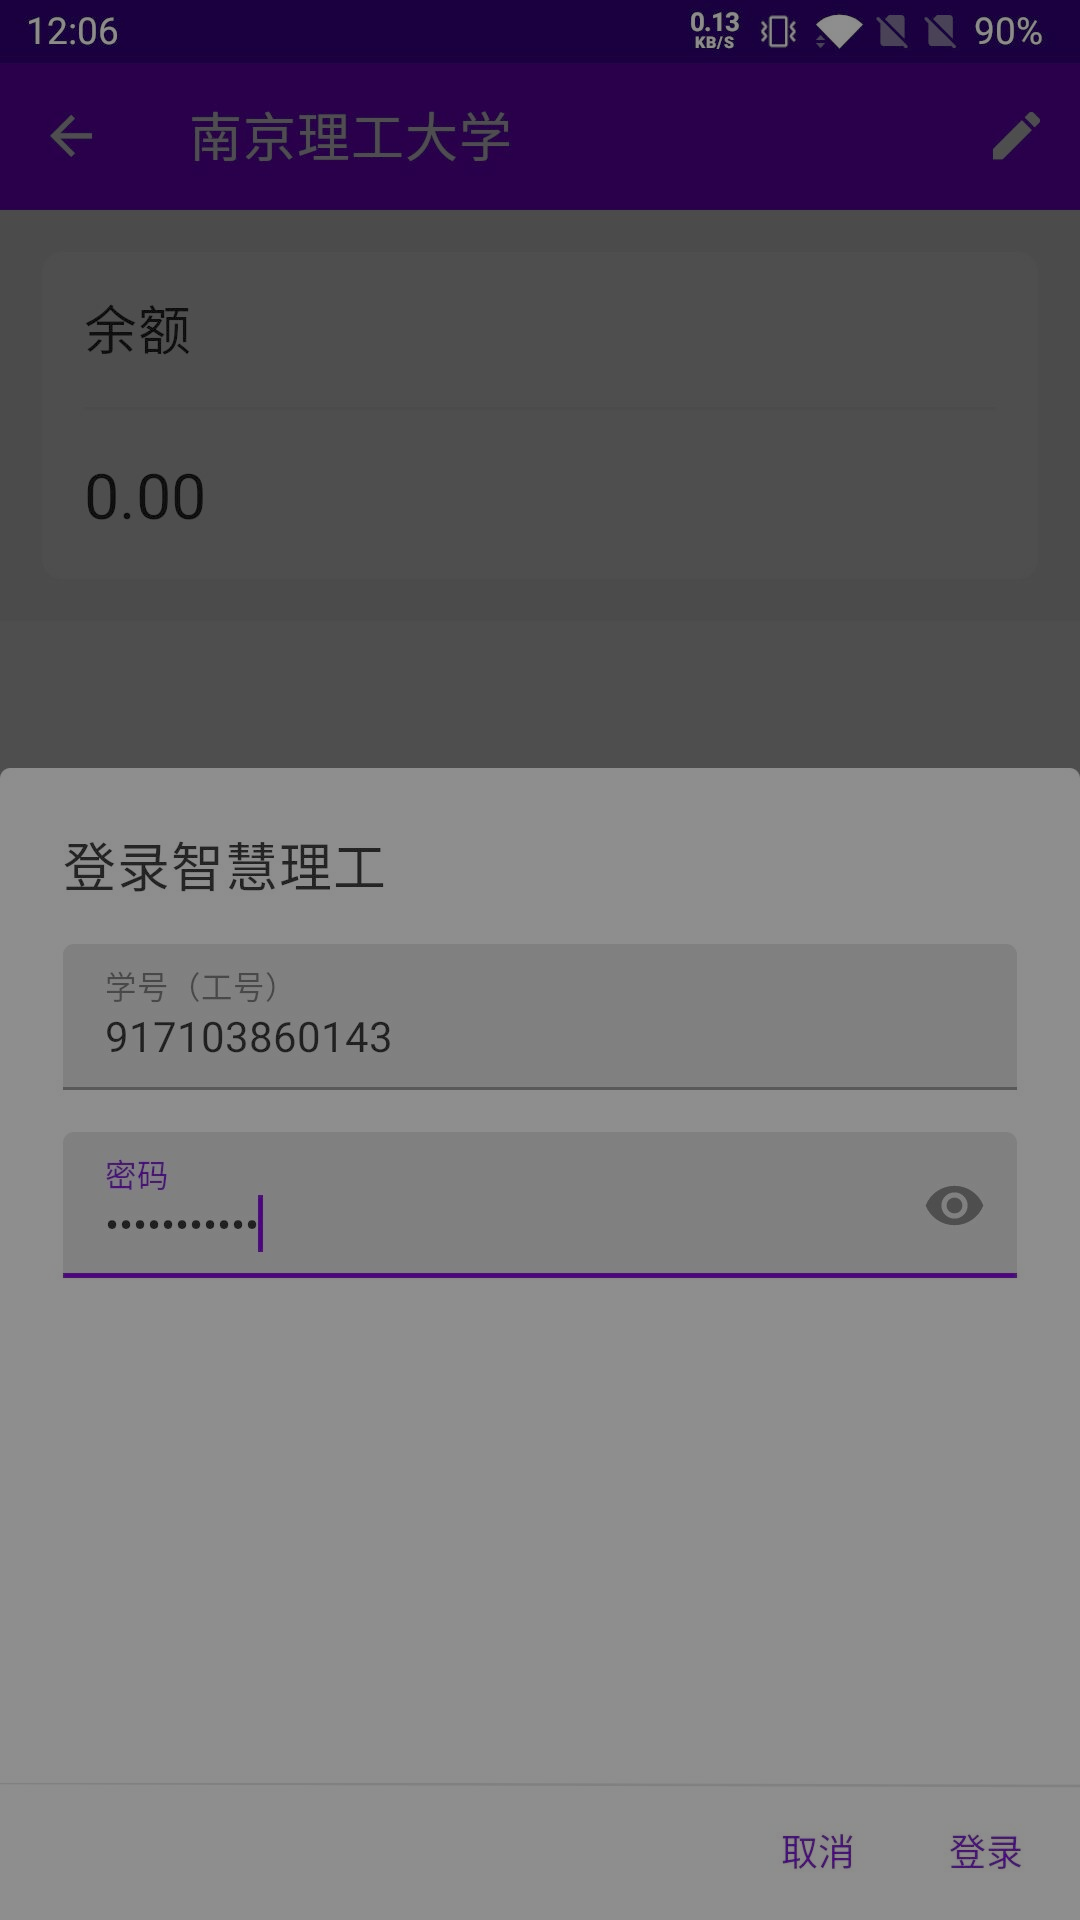 12:06
0.13
KB/S
90%
南京理工大学
余额
0.00
登录智慧理工
学号（工号）
917103860143
密码
•••••••••••
取消
登录